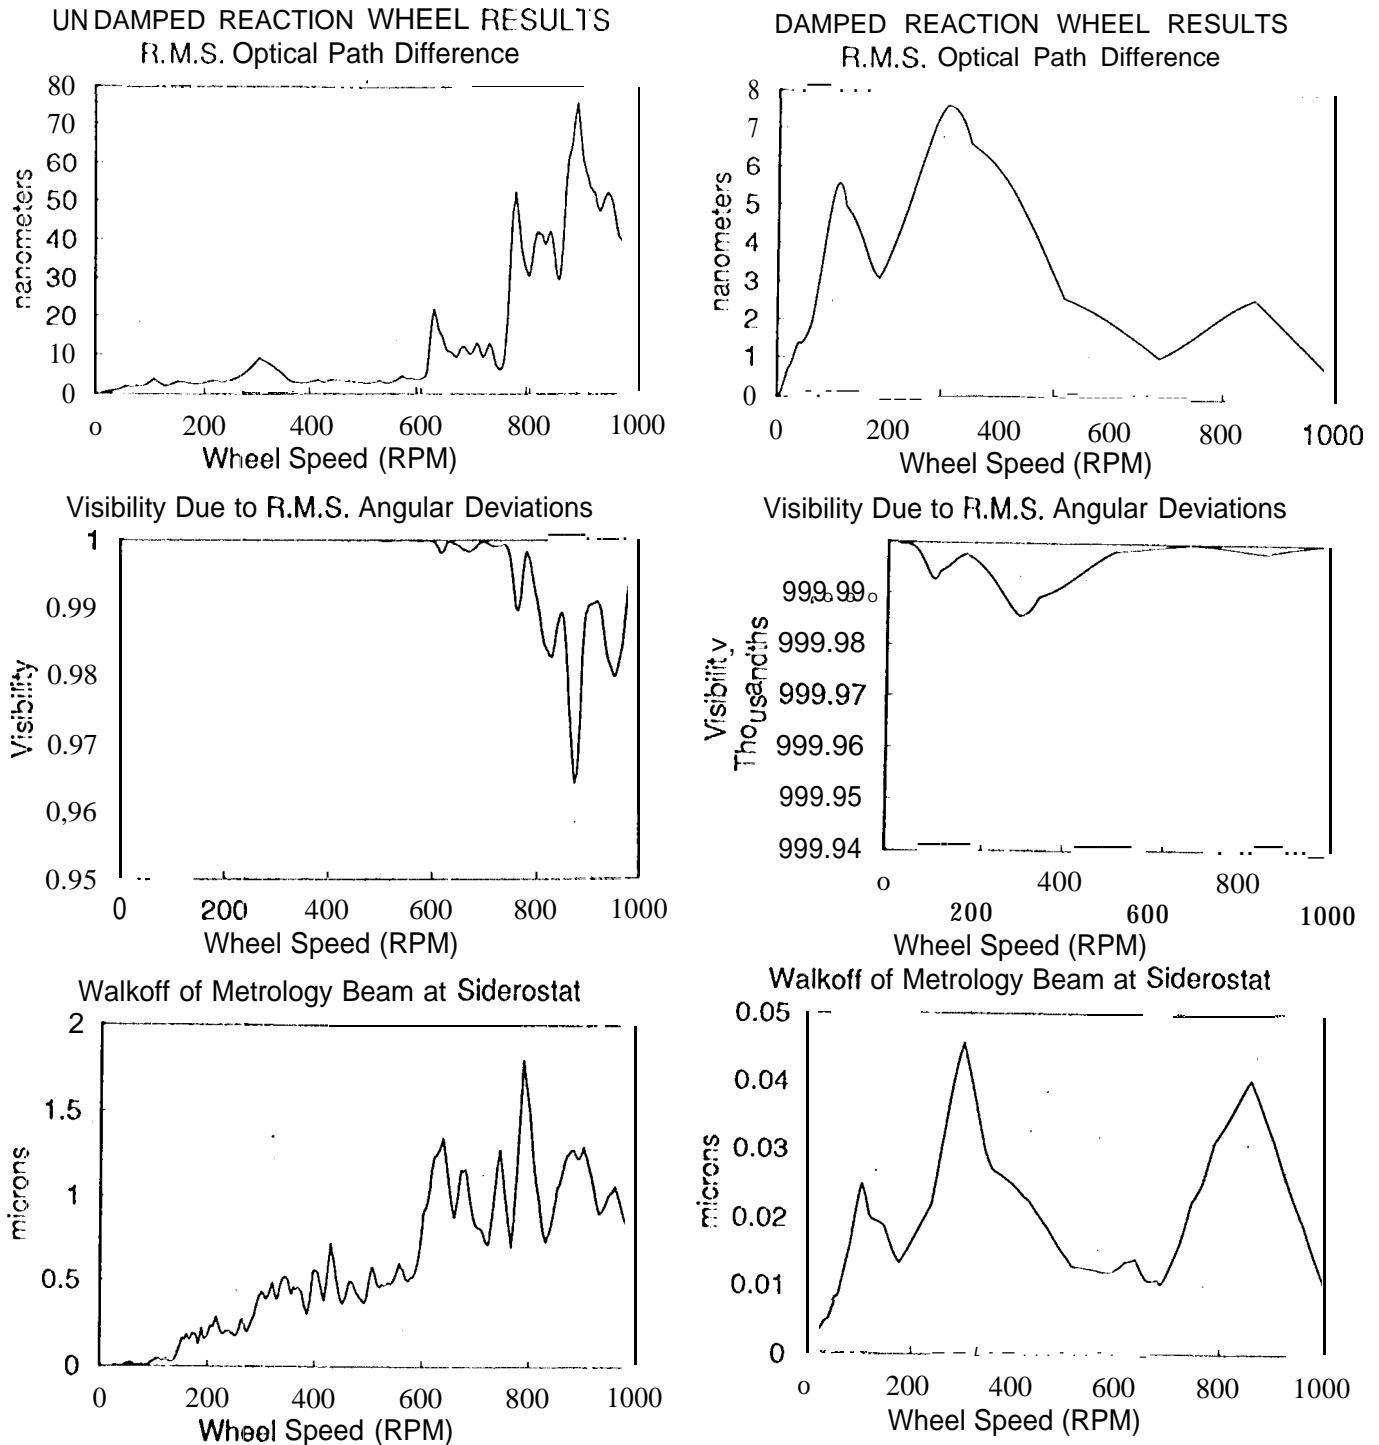 UNDAMPED REACTION WHEEL RESULTS
R.M.S. Optical Path Difference
80
70
60
50
40
30
20
10
0
nanometers
o 200 400 600 800 1000
Wheel Speed (RPM)
DAMPED REACTION WHEEL RESULTS
R.M.S. Optical Path Difference
8
7
6
5
4
3
2
1
0
nanometers
0 200 400 600 800 1000
Wheel Speed (RPM)
Visibility Due to R.M.S. Angular Deviations
1
0.99
0.98
0.97
0,96
0.95
Visibility
0 200 400 600 800 1000
Wheel Speed (RPM)
Visibility Due to R.M.S. Angular Deviations
999.99
999.98
999.97
999.96
999.95
999.94
Visibility
Thousandths
o 400 800
200 600 1000
Wheel Speed (RPM)
Walkoff of Metrology Beam at Siderostat
2
1.5
1
0.5
0
microns
0 200 400 600 800 1000
Wheel Speed (RPM)
Walkoff of Metrology Beam at Siderostat
0.05
0.04
0.03
0.02
0.01
0
microns
o 200 400 600 800 1000
Wheel Speed (RPM)